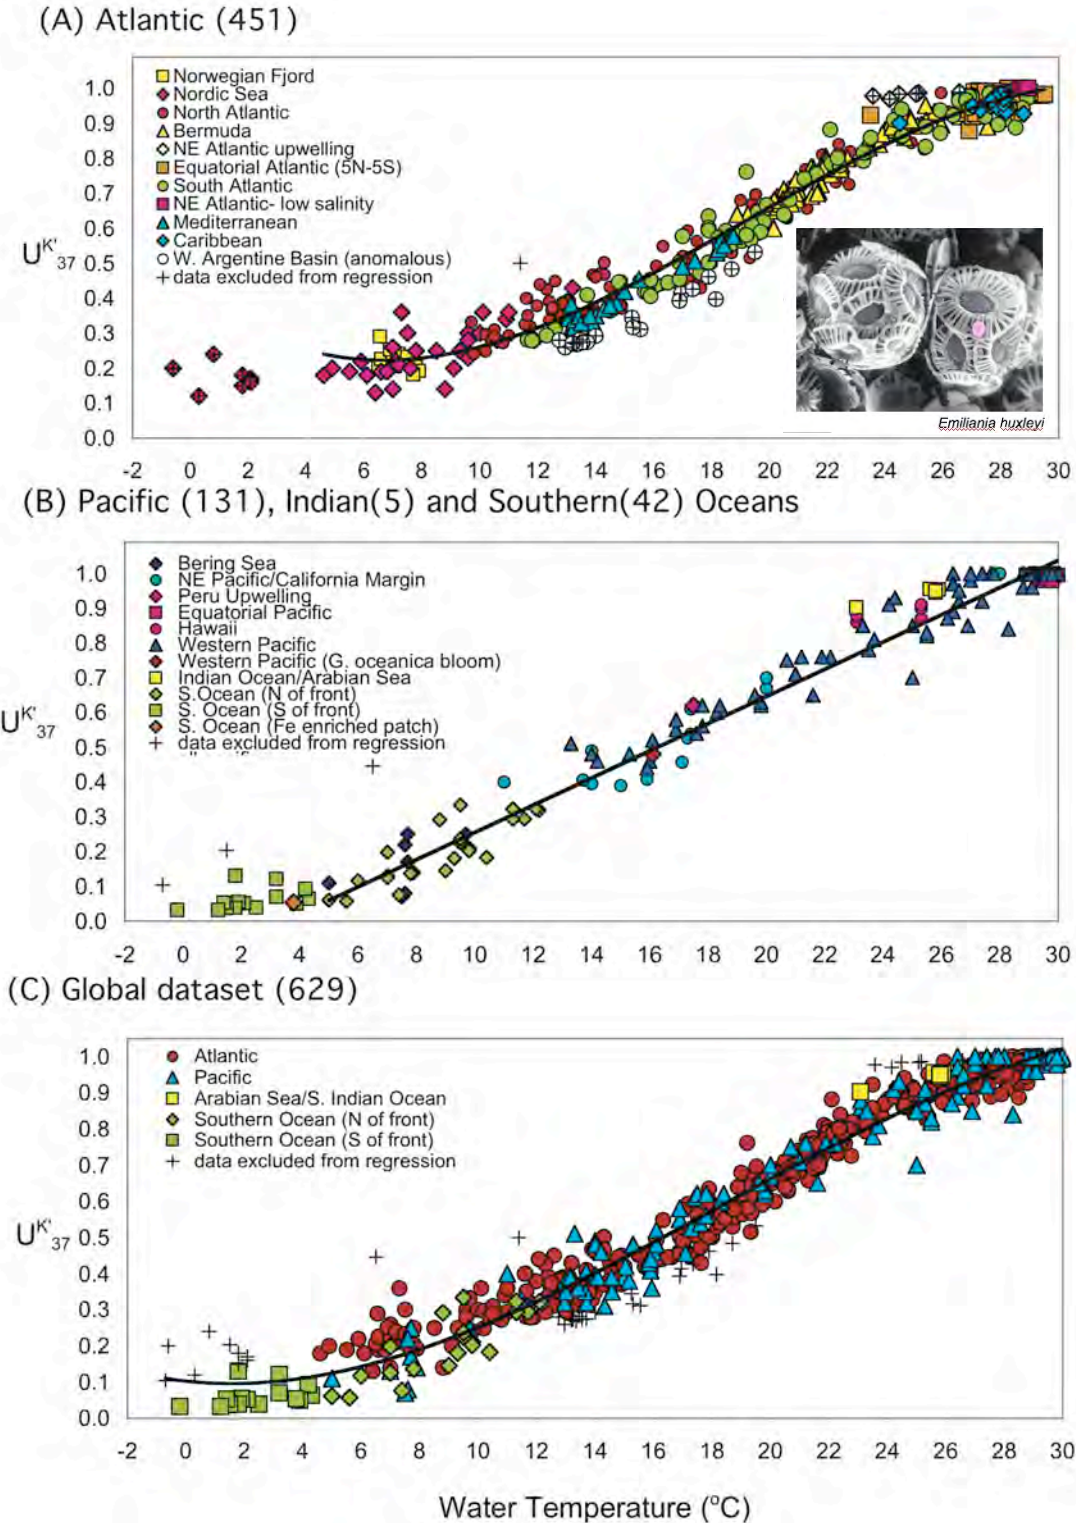 (A) Atlantic (451)
1.0
0.9
0.8
0.7
0.6
0.5
0.4
0.3
0.2
0.1
0.0
U^K'_37
Norwegian Fjord
Nordic Sea
North Atlantic
Bermuda
NE Atlantic upwelling
Equatorial Atlantic (5N-5S)
South Atlantic
NE Atlantic- low salinity
Mediterranean
Caribbean
W. Argentine Basin (anomalous)
data excluded from regression
Emiliania huxleyi
-2 0 2 4 6 8 10 12 14 16 18 20 22 24 26 28 30
(B) Pacific (131), Indian(5) and Southern(42) Oceans
1.0
0.9
0.8
0.7
0.6
0.5
0.4
0.3
0.2
0.1
0.0
U^K'_37
Bering Sea
NE Pacific/California Margin
Peru Upwelling
Equatorial Pacific
Hawaii
Western Pacific
Western Pacific (G. oceanica bloom)
Indian Ocean/Arabian Sea
S.Ocean (N of front)
S. Ocean (S of front)
S. Ocean (Fe enriched patch)
data excluded from regression
-2 0 2 4 6 8 10 12 14 16 18 20 22 24 26 28 30
(C) Global dataset (629)
1.0
0.9
0.8
0.7
0.6
0.5
0.4
0.3
0.2
0.1
0.0
U^K'_37
Atlantic
Pacific
Arabian Sea/S. Indian Ocean
Southern Ocean (N of front)
Southern Ocean (S of front)
data excluded from regression
-2 0 2 4 6 8 10 12 14 16 18 20 22 24 26 28 30
Water Temperature (°C)